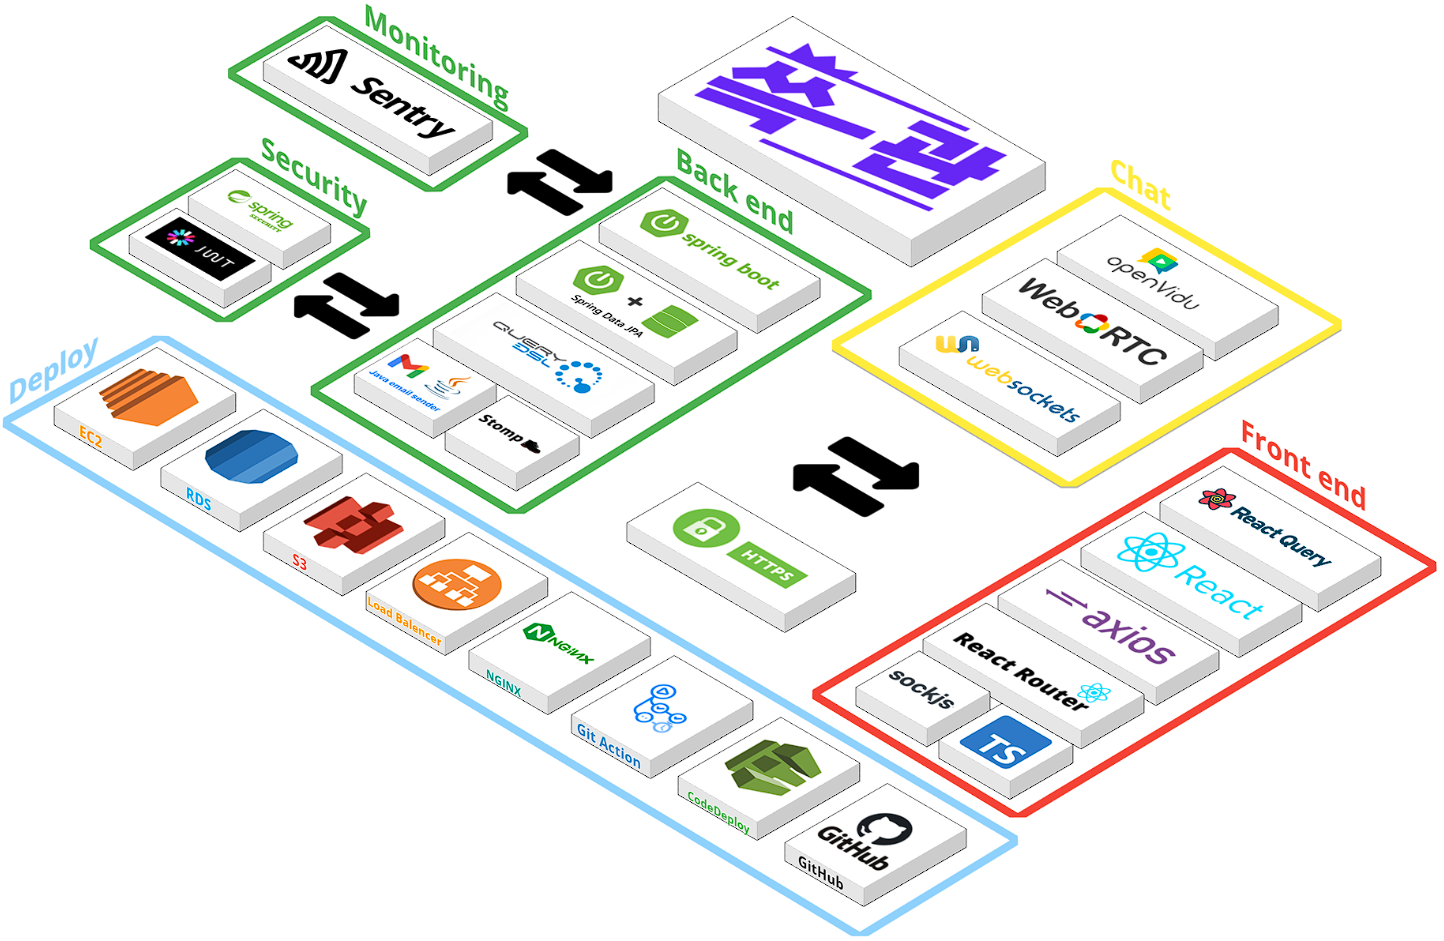 Monitoring
Sentry
Security
spring
SECURITY
JWT
Back end
spring boot
+
Spring Data JPA
QUERY
DSL
Java email sender
Stomp
Chat
openVidu
WebRTC
websockets
Deploy
EC2
RDS
S3
Load Balencer
NGINX
NGINX
Git Action
CodeDeploy
GitHub
GitHub
HTTPS
Front end
React Query
React
axios
React Router
sockjs
TS